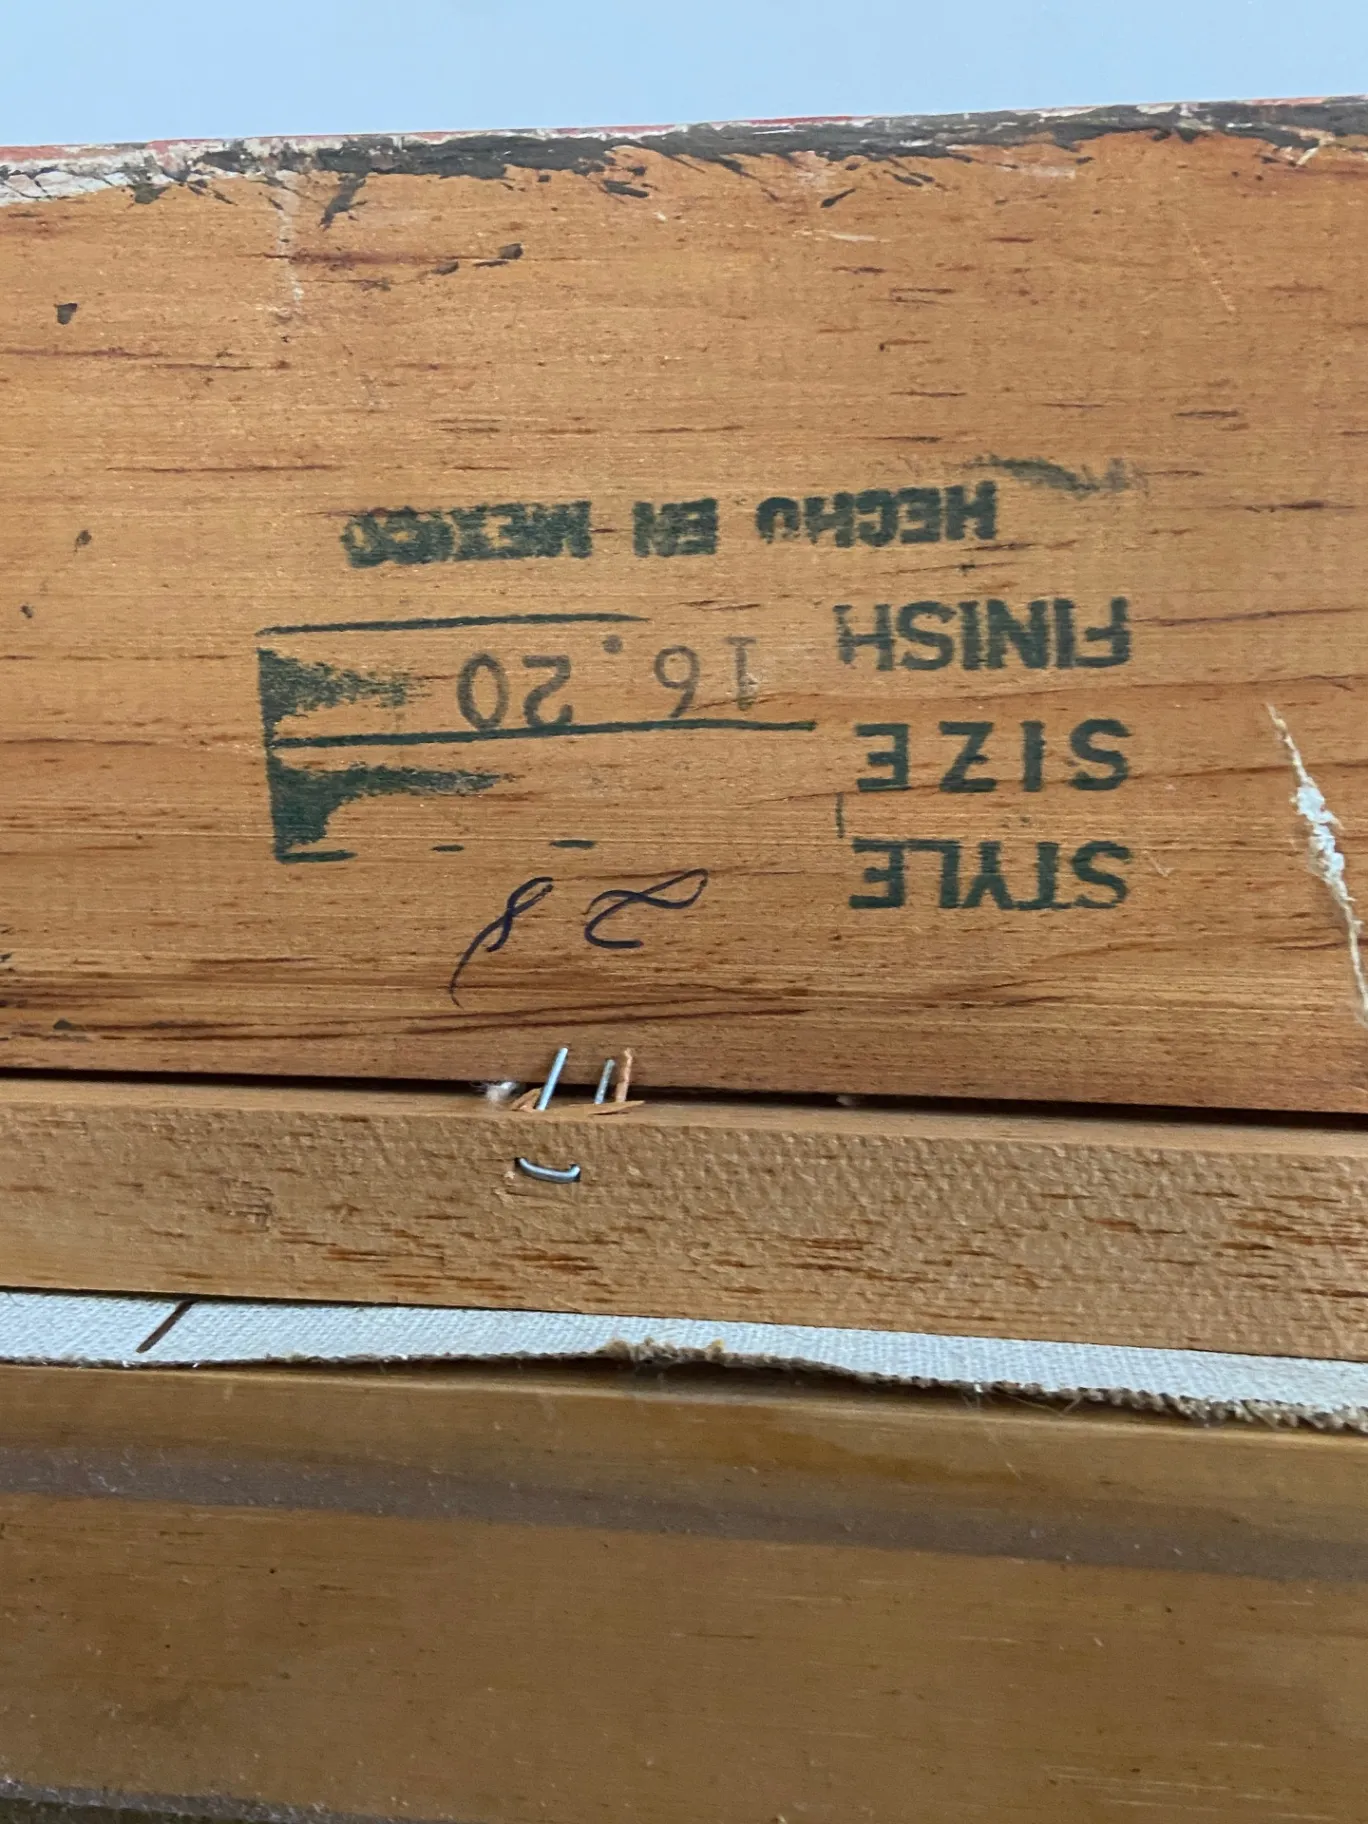 STYLE 28
SIZE
FINISH 16.20
HECHO EN MEXICO